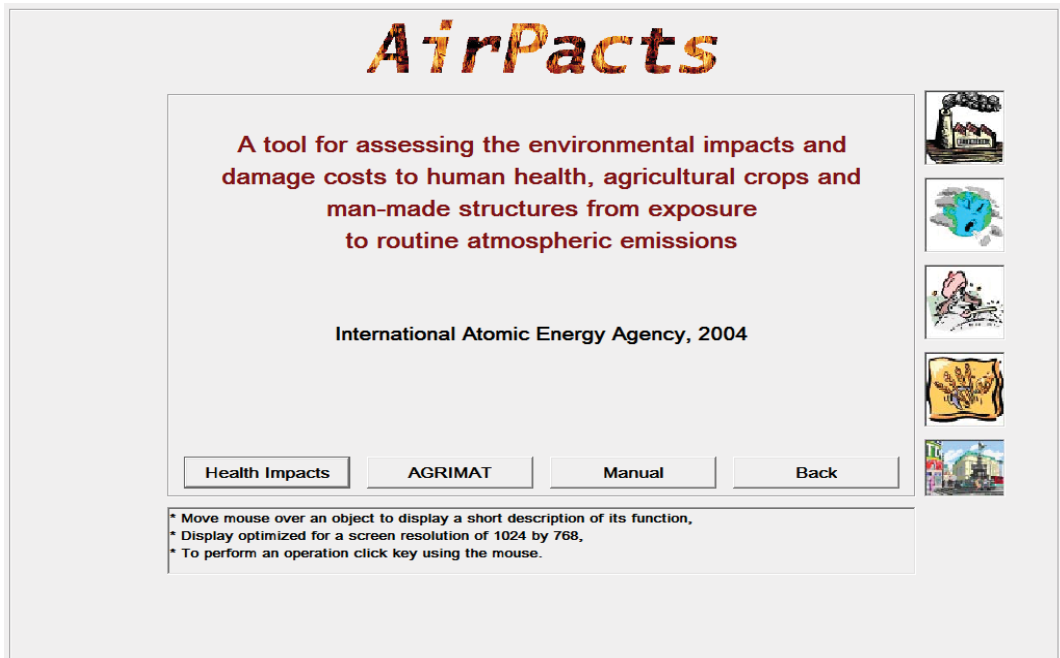 AirPacts
A tool for assessing the environmental impacts and
damage costs to human health, agricultural crops and
man-made structures from exposure
to routine atmospheric emissions
International Atomic Energy Agency, 2004
Health Impacts
AGRIMAT
Manual
Back
* Move mouse over an object to display a short description of its function,
* Display optimized for a screen resolution of 1024 by 768,
* To perform an operation click key using the mouse.